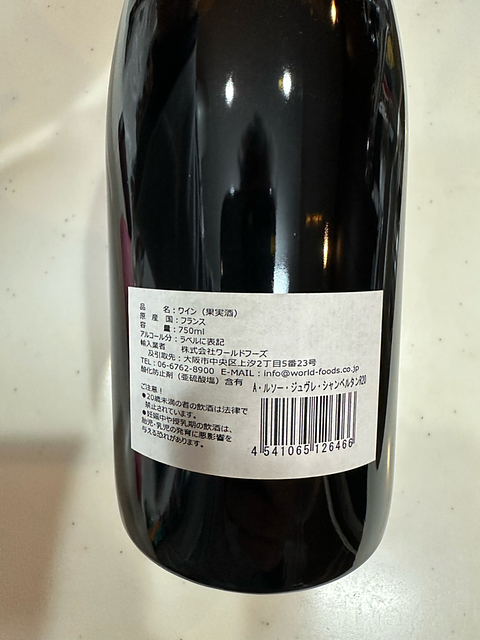 品 名：ワイン（果実酒）
原 産 国：フランス
容 量：750ml
アルコール分：ラベルに表記
輸入業者 株式会社ワールドフーズ
及引取先：大阪市中央区上汐2丁目5番23号
TEL：06-6762-8900 E-MAIL：info@world-foods.co.jp
酸化防止剤（亜硫酸塩）含有
A・ルソー・ジュヴレ・シャンベルタンR20
ご注意！
●20歳未満の者の飲酒は法律で
禁止されています。
●妊娠中や授乳期の飲酒は、
胎児・乳児の発育に悪影響を
与える恐れがあります。
4 541065 126466